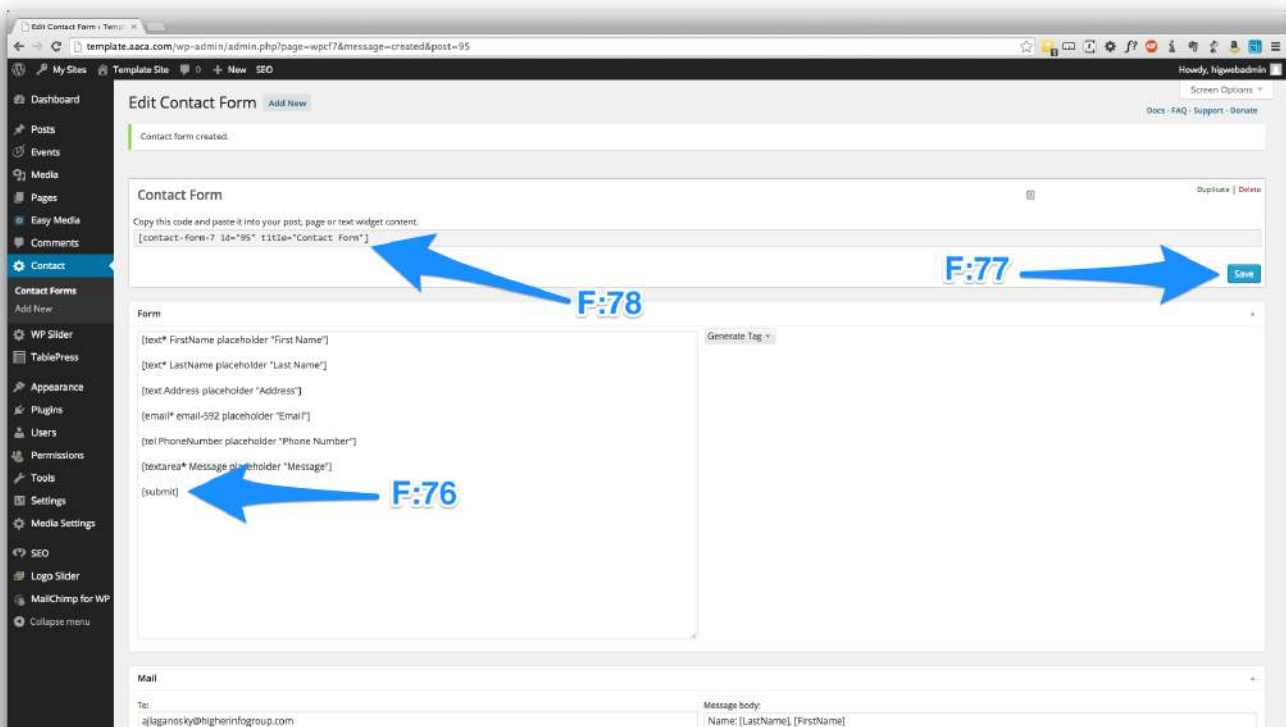 Edit Contact Form ‹ Temp
template.aaca.com/wp-admin/admin.php?page=wpcf7&message=created&post=95
My Sites Template Site 0 + New SEO
Howdy, higwebadmin
Screen Options
Docs - FAQ - Support - Donate
Dashboard
Posts
Events
Media
Pages
Easy Media
Comments
Contact
Contact Forms
Add New
WP Slider
TablePress
Appearance
Plugins
Users
Permissions
Tools
Settings
Media Settings
SEO
Logo Slider
MailChimp for WP
Collapse menu
Edit Contact Form Add New
Contact form created.
Contact Form
Duplicate | Delete
Copy this code and paste it into your post, page or text widget content.
[contact-form-7 id="95" title="Contact Form"]
F:77
Save
F:78
Form
Generate Tag
[text* FirstName placeholder "First Name"]
[text* LastName placeholder "Last Name"]
[text Address placeholder "Address"]
[email* email-592 placeholder "Email"]
[tel PhoneNumber placeholder "Phone Number"]
[textarea* Message placeholder "Message"]
[submit]
F:76
Mail
To:
ajlaganosky@higherinfogroup.com
Message body:
Name: [LastName], [FirstName]